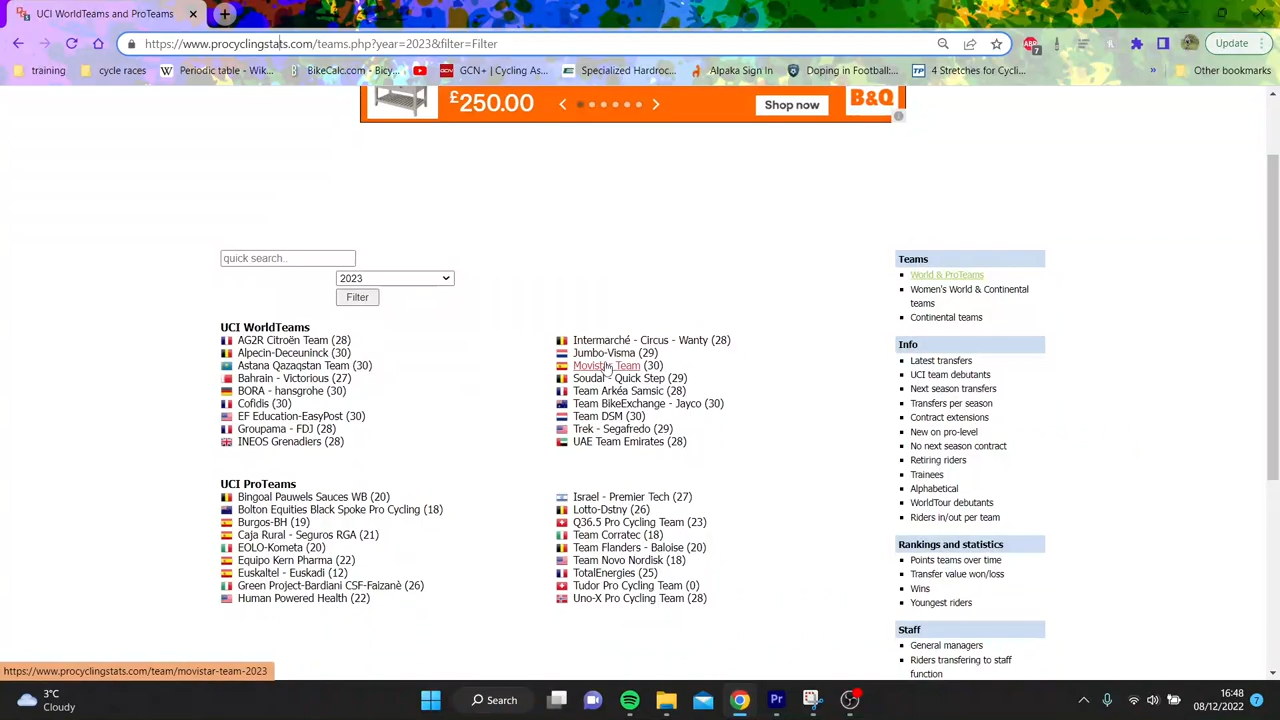 Teams UCI WorldTeams and ProTeams
Update
https://www.procyclingstats.com/teams.php?year=2023&filter=Filter
training
cycle races
Periodic table - Wik...
BikeCalc.com - Bicy...
GCN+ | Cycling As...
Specialized Hardroc...
Alpaka Sign In
Doping in Football:...
4 Stretches for Cycli...
»
Other bookmarks
£250.00
Shop now
B&Q
quick search..
2023
Filter
UCI WorldTeams
AG2R Citroën Team (28)
Alpecin-Deceuninck (30)
Astana Qazaqstan Team (30)
Bahrain - Victorious (27)
BORA - hansgrohe (30)
Cofidis (30)
EF Education-EasyPost (30)
Groupama - FDJ (28)
INEOS Grenadiers (28)
Intermarché - Circus - Wanty (28)
Jumbo-Visma (29)
Movistar Team (30)
Soudal - Quick Step (29)
Team Arkéa Samsic (28)
Team BikeExchange - Jayco (30)
Team DSM (30)
Trek - Segafredo (29)
UAE Team Emirates (28)
UCI ProTeams
Bingoal Pauwels Sauces WB (20)
Bolton Equities Black Spoke Pro Cycling (18)
Burgos-BH (19)
Caja Rural - Seguros RGA (21)
EOLO-Kometa (20)
Equipo Kern Pharma (22)
Euskaltel - Euskadi (12)
Green Project-Bardiani CSF-Faizanè (26)
Human Powered Health (22)
Israel - Premier Tech (27)
Lotto-Dstny (26)
Q36.5 Pro Cycling Team (23)
Team Corratec (18)
Team Flanders - Baloise (20)
Team Novo Nordisk (18)
TotalEnergies (25)
Tudor Pro Cycling Team (0)
Uno-X Pro Cycling Team (28)
Teams
World & ProTeams
Women's World & Continental
teams
Continental teams
Info
Latest transfers
UCI team debutants
Next season transfers
Transfers per season
Contract extensions
New on pro-level
No next season contract
Retiring riders
Trainees
Alphabetical
WorldTour debutants
Riders in/out per team
Rankings and statistics
Points teams over time
Transfer value won/loss
Wins
Youngest riders
Staff
General managers
Riders transfering to staff
function
https://www.procyclingstats.com/team/movistar-team-2023
3°C
Cloudy
Search
Pr
16:48
08/12/2022
7